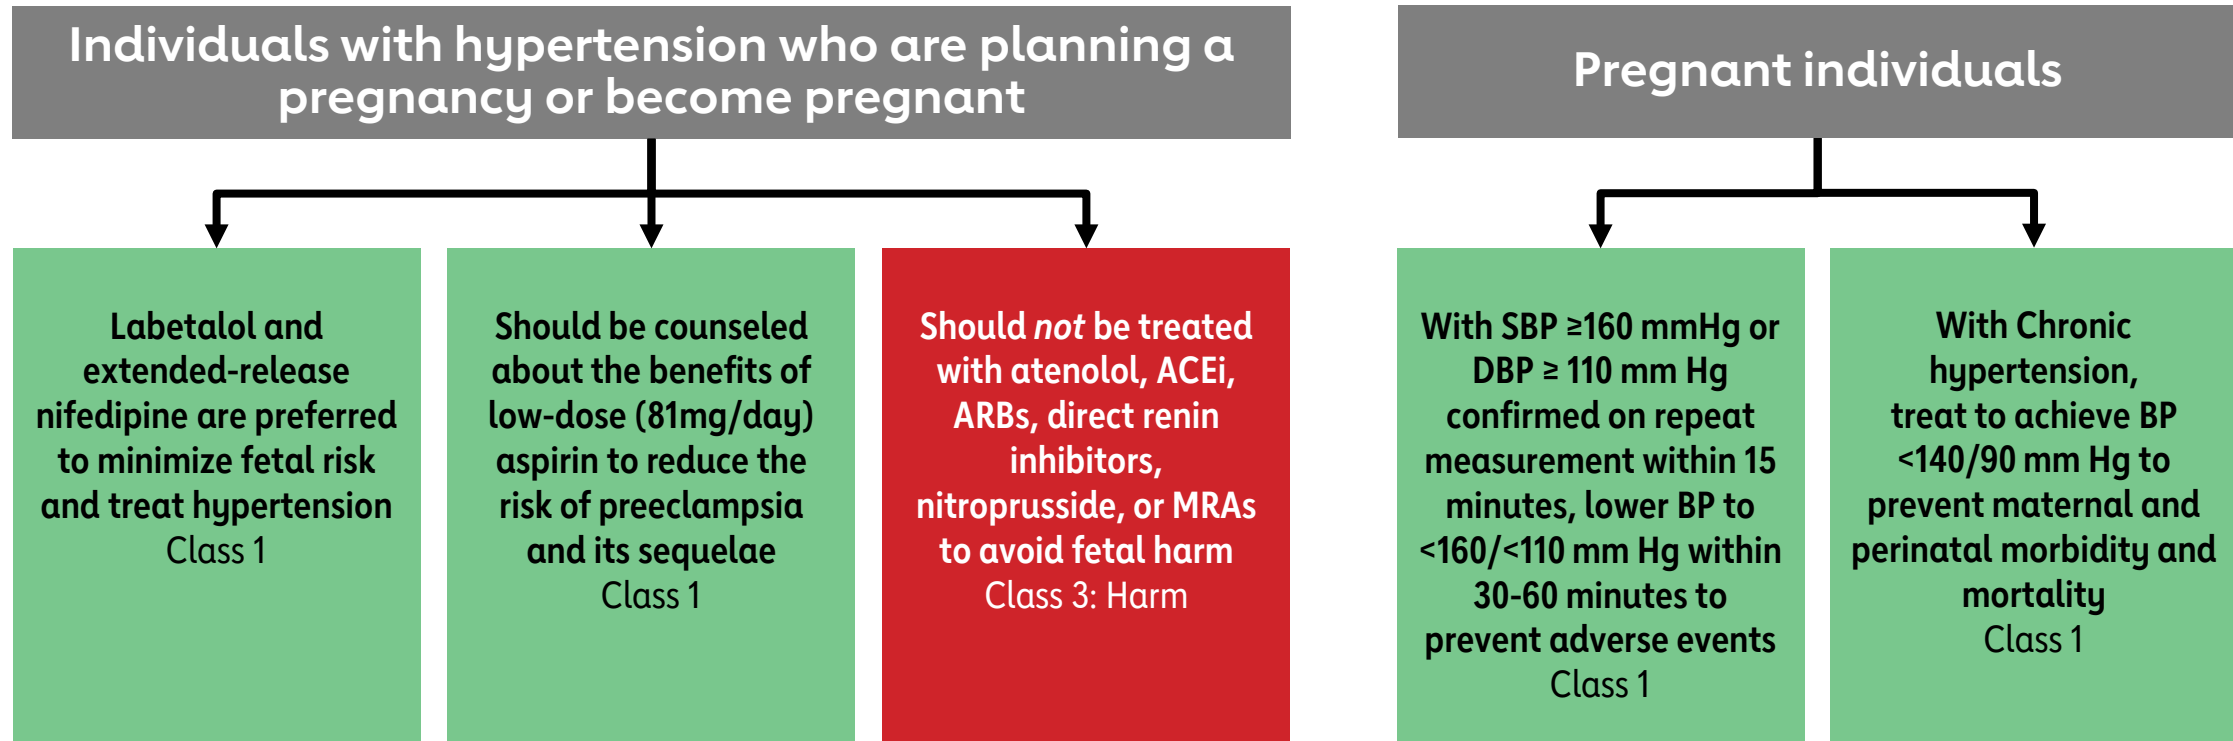 Individuals with hypertension who are planning a
pregnancy or become pregnant
Labetalol and
extended-release
nifedipine are preferred
to minimize fetal risk
and treat hypertension
Class 1
Should be counseled
about the benefits of
low-dose (81mg/day)
aspirin to reduce the
risk of preeclampsia
and its sequelae
Class 1
Should not be treated
with atenolol, ACEi,
ARBs, direct renin
inhibitors,
nitroprusside, or MRAs
to avoid fetal harm
Class 3: Harm
Pregnant individuals
With SBP ≥160 mmHg or
DBP ≥ 110 mm Hg
confirmed on repeat
measurement within 15
minutes, lower BP to
<160/<110 mm Hg within
30-60 minutes to
prevent adverse events
Class 1
With Chronic
hypertension,
treat to achieve BP
<140/90 mm Hg to
prevent maternal and
perinatal morbidity and
mortality
Class 1